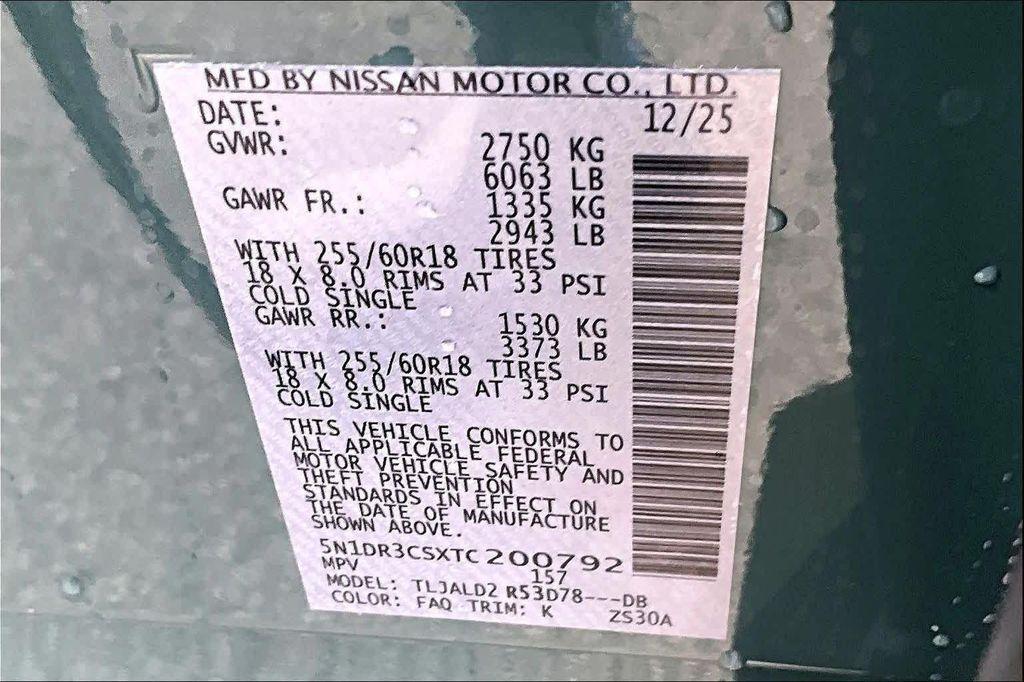 MFD BY NISSAN MOTOR CO., LTD.
DATE: 12/25
GVWR: 2750 KG
6063 LB
GAWR FR.: 1335 KG
2943 LB
WITH 255/60R18 TIRES
18 X 8.0 RIMS AT 33 PSI
COLD SINGLE
GAWR RR.: 1530 KG
3373 LB
WITH 255/60R18 TIRES
18 X 8.0 RIMS AT 33 PSI
COLD SINGLE
THIS VEHICLE CONFORMS TO
ALL APPLICABLE FEDERAL
MOTOR VEHICLE SAFETY AND
THEFT PREVENTION
STANDARDS IN EFFECT ON
THE DATE OF MANUFACTURE
SHOWN ABOVE.
5N1DR3CSXTC200792
MPV 157
MODEL: TLJALD2 R53D78---DB
COLOR: FAQ TRIM: K ZS30A